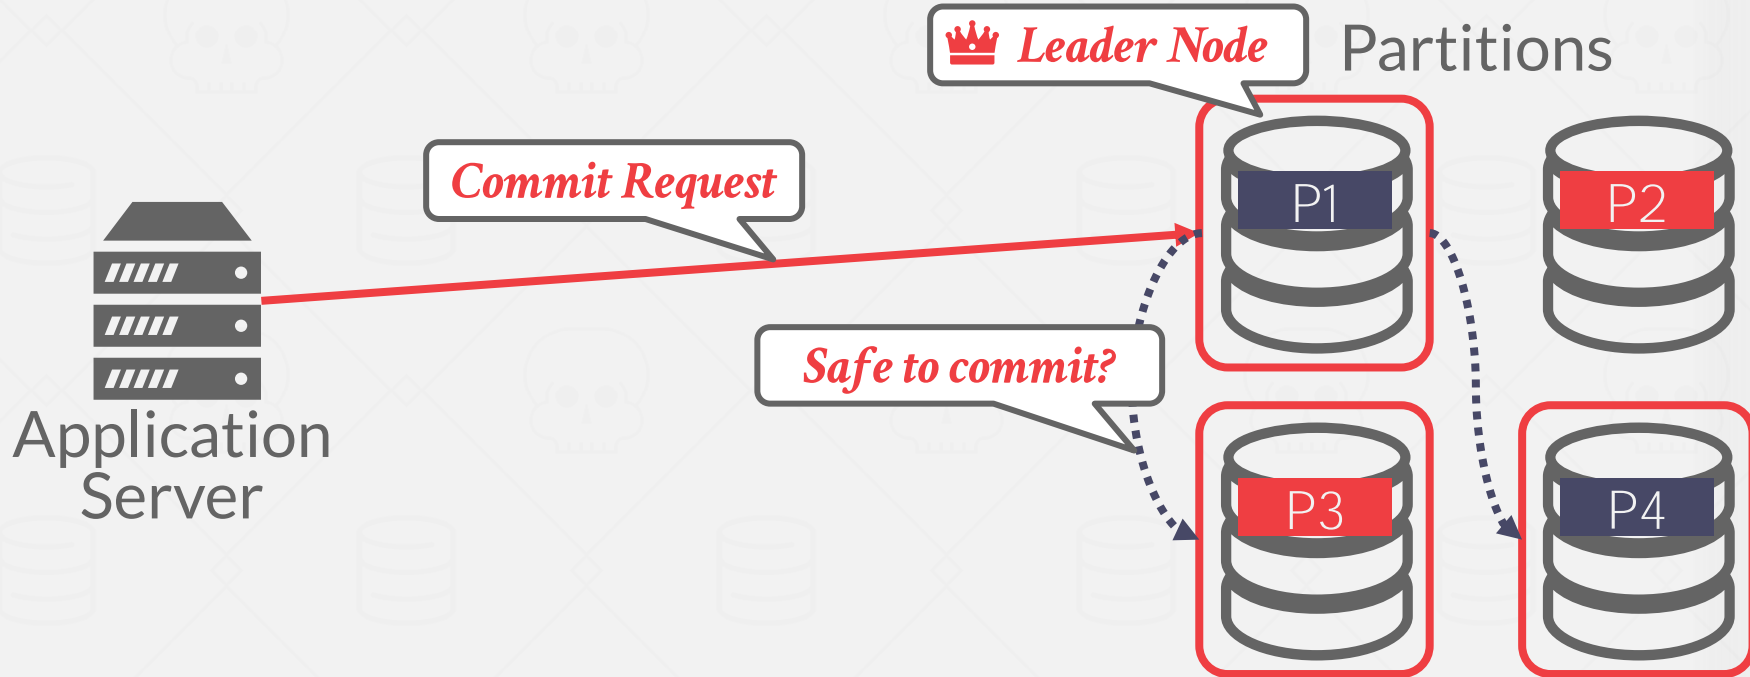 Leader Node
Partitions
Commit Request
P1
P2
Safe to commit?
Application
Server
P3
P4